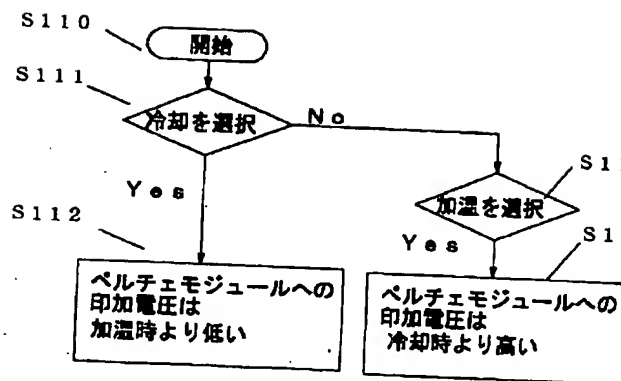 S110
開始
S111
冷却を選択
No
Yes
S11
加温を選択
S112
Yes
S1
ペルチェモジュールへの
印加電圧は
加温時より低い
ペルチェモジュールへの
印加電圧は
冷却時より高い